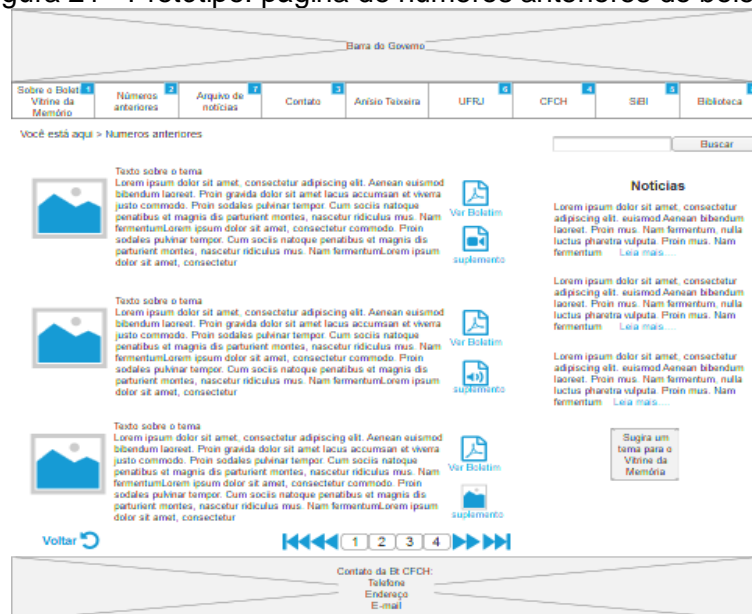 Figura 21 - Protótipo: página de números anteriores do bole
Barra do Governo
Sobre o Boleti 1
Vitrine da
Memório
Números 2
anteriores
Arquivo de 7
notícias
Contato 3
Anísio Teixeira
UFRJ 6
CFCH 4
SiBI 5
Biblioteca
Você está aqui > Numeros anteriores
Buscar
Texto sobre o tema
Lorem ipsum dolor sit amet, consectetur adipiscing elit. Aenean euismod
bibendum laoreet. Proin gravida dolor sit amet lacus accumsan et viverra
justo commodo. Proin sodales pulvinar tempor. Cum sociis natoque
penatibus et magnis dis parturient montes, nascetur ridiculus mus. Nam
fermentumLorem ipsum dolor sit amet, consectetur commodo. Proin
sodales pulvinar tempor. Cum sociis natoque penatibus et magnis dis
parturient montes, nascetur ridiculus mus. Nam fermentumLorem ipsum
dolor sit amet, consectetur
Ver Boletim
suplemento
Texto sobre o tema
Lorem ipsum dolor sit amet, consectetur adipiscing elit. Aenean euismod
bibendum laoreet. Proin gravida dolor sit amet lacus accumsan et viverra
justo commodo. Proin sodales pulvinar tempor. Cum sociis natoque
penatibus et magnis dis parturient montes, nascetur ridiculus mus. Nam
fermentumLorem ipsum dolor sit amet, consectetur commodo. Proin
sodales pulvinar tempor. Cum sociis natoque penatibus et magnis dis
parturient montes, nascetur ridiculus mus. Nam fermentumLorem ipsum
dolor sit amet, consectetur
Ver Boletim
suplemento
Texto sobre o tema
Lorem ipsum dolor sit amet, consectetur adipiscing elit. Aenean euismod
bibendum laoreet. Proin gravida dolor sit amet lacus accumsan et viverra
justo commodo. Proin sodales pulvinar tempor. Cum sociis natoque
penatibus et magnis dis parturient montes, nascetur ridiculus mus. Nam
fermentumLorem ipsum dolor sit amet, consectetur commodo. Proin
sodales pulvinar tempor. Cum sociis natoque penatibus et magnis dis
parturient montes, nascetur ridiculus mus. Nam fermentumLorem ipsum
dolor sit amet, consectetur
Ver Boletim
suplemento
Noticias
Lorem ipsum dolor sit amet, consectetur
adipiscing elit. euismod Aenean bibendum
laoreet. Proin mus. Nam fermentum, nulla
luctus pharetra vulputa. Proin mus. Nam
fermentum Leia mais....
Lorem ipsum dolor sit amet, consectetur
adipiscing elit. euismod Aenean bibendum
laoreet. Proin mus. Nam fermentum, nulla
luctus pharetra vulputa. Proin mus. Nam
fermentum Leia mais....
Lorem ipsum dolor sit amet, consectetur
adipiscing elit. euismod Aenean bibendum
laoreet. Proin mus. Nam fermentum, nulla
luctus pharetra vulputa. Proin mus. Nam
fermentum Leia mais....
Sugira um
tema para o
Vitrine da
Memória
Voltar
1 2 3 4
Contato da Bt CFCH:
Telefone
Endereço
E-mail